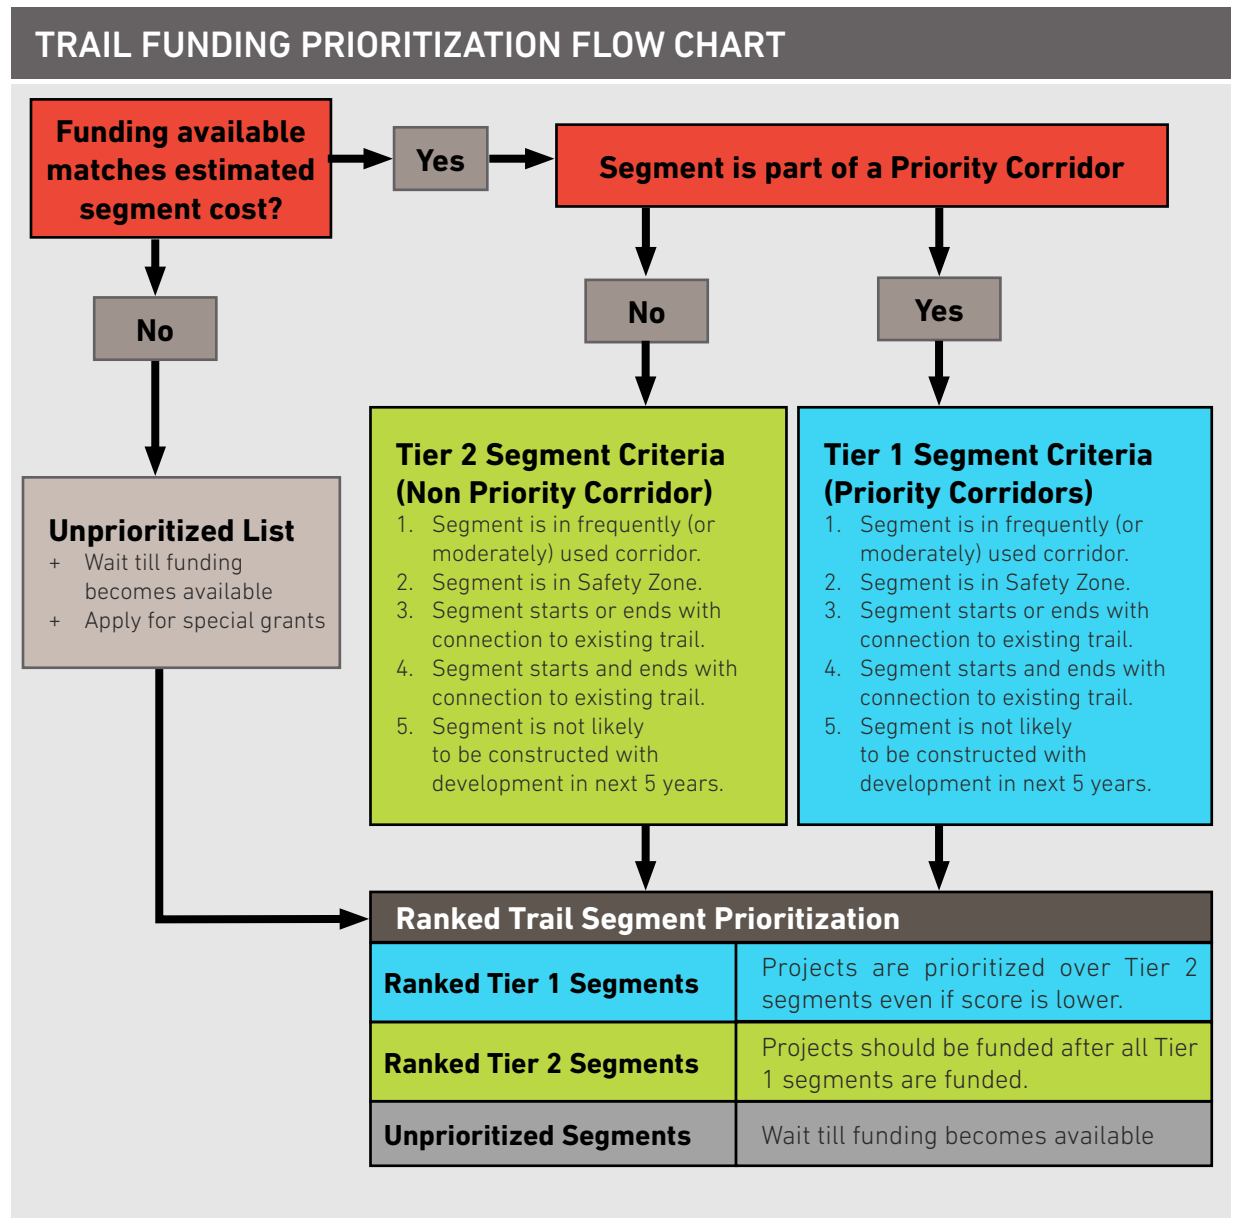 TRAIL FUNDING PRIORITIZATION FLOW CHART
Funding available
matches estimated
segment cost?
Yes
Segment is part of a Priority Corridor
No
No
Yes
Unprioritized List
+ Wait till funding
becomes available
+ Apply for special grants
Tier 2 Segment Criteria
(Non Priority Corridor)
1. Segment is in frequently (or
moderately) used corridor.
2. Segment is in Safety Zone.
3. Segment starts or ends with
connection to existing trail.
4. Segment starts and ends with
connection to existing trail.
5. Segment is not likely
to be constructed with
development in next 5 years.
Tier 1 Segment Criteria
(Priority Corridors)
1. Segment is in frequently (or
moderately) used corridor.
2. Segment is in Safety Zone.
3. Segment starts or ends with
connection to existing trail.
4. Segment starts and ends with
connection to existing trail.
5. Segment is not likely
to be constructed with
development in next 5 years.
Ranked Trail Segment Prioritization
Ranked Tier 1 Segments
Projects are prioritized over Tier 2
segments even if score is lower.
Ranked Tier 2 Segments
Projects should be funded after all Tier
1 segments are funded.
Unprioritized Segments
Wait till funding becomes available